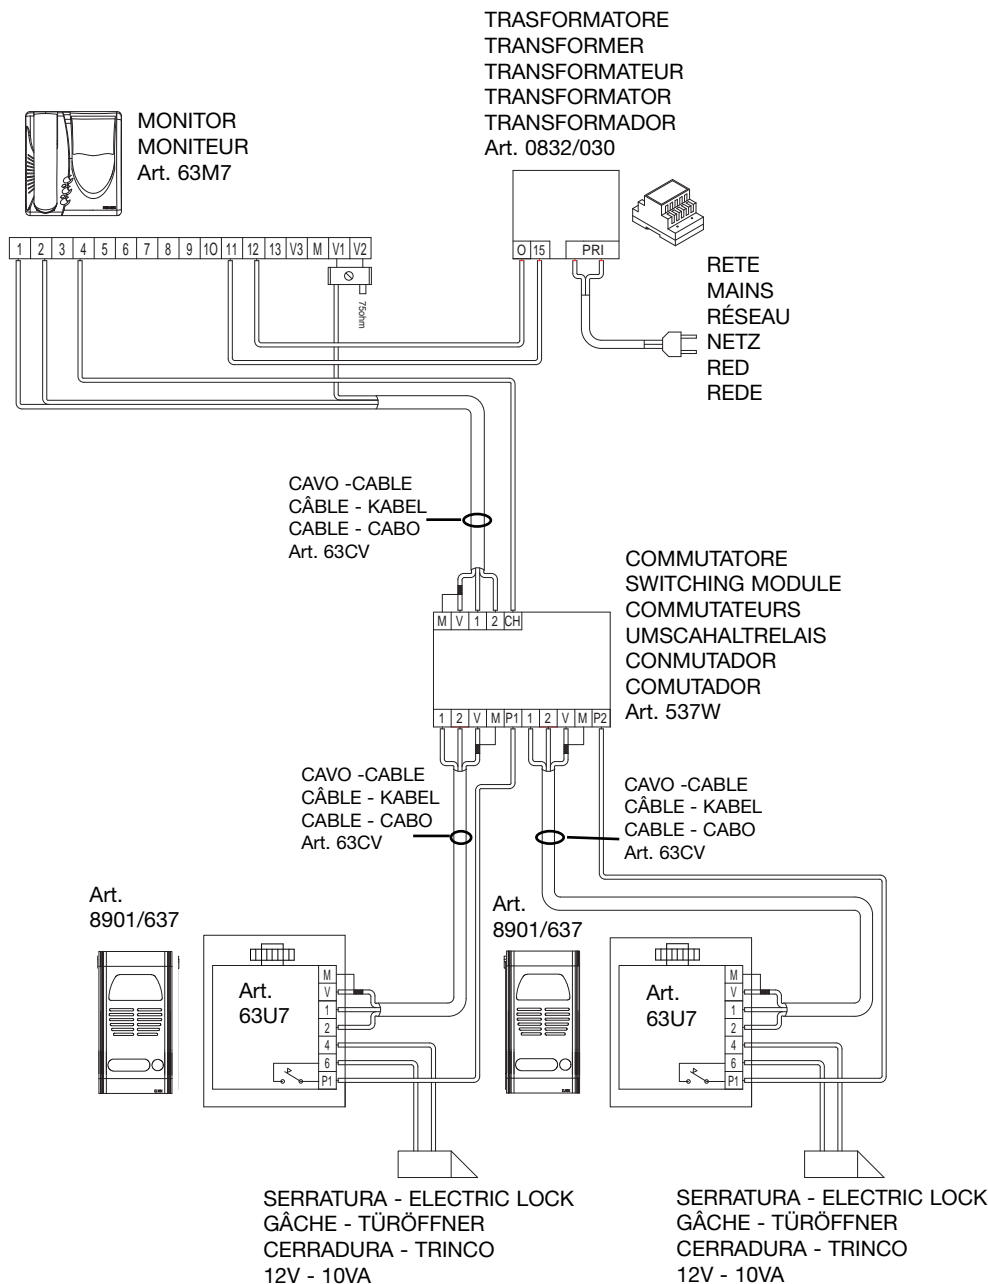 TRASFORMATORE
TRANSFORMER
TRANSFORMATEUR
TRANSFORMATOR
TRANSFORMADOR
Art. 0832/030
MONITOR
MONITEUR
Art. 63M7
1 2 3 4 5 6 7 8 9 10 11 12 13 V3 M V1 V2
O 15 PRI
75ohm
RETE
MAINS
RÉSEAU
NETZ
RED
REDE
CAVO -CABLE
CÂBLE - KABEL
CABLE - CABO
Art. 63CV
COMMUTATORE
SWITCHING MODULE
COMMUTATEURS
UMSCAHALTRELAIS
CONMUTADOR
COMUTADOR
Art. 537W
M V 1 2 CH
1 2 V M P1 1 2 V M P2
CAVO -CABLE
CÂBLE - KABEL
CABLE - CABO
Art. 63CV
CAVO -CABLE
CÂBLE - KABEL
CABLE - CABO
Art. 63CV
Art.
8901/637
Art.
63U7
M
V
1
2
4
6
P1
Art.
8901/637
Art.
63U7
M
V
1
2
4
6
P1
SERRATURA - ELECTRIC LOCK
GÂCHE - TÜRÖFFNER
CERRADURA - TRINCO
12V - 10VA
SERRATURA - ELECTRIC LOCK
GÂCHE - TÜRÖFFNER
CERRADURA - TRINCO
12V - 10VA